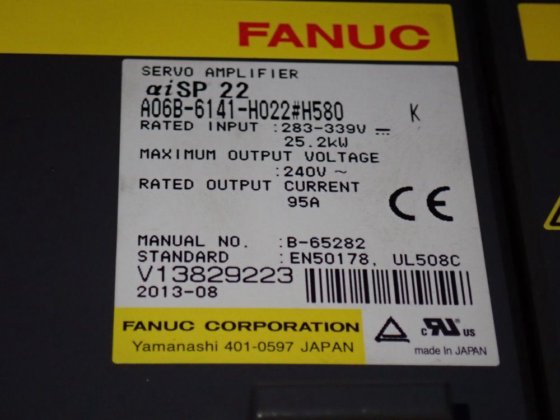 FANUC
SERVO AMPLIFIER
αiSP 22
A06B-6141-H022#H580 K
RATED INPUT :283-339V ⎓
25.2kW
MAXIMUM OUTPUT VOLTAGE
:240V ～
RATED OUTPUT CURRENT
95A
CE
MANUAL NO. :B-65282
STANDARD :EN50178, UL508C
V13829223
2013-08
FANUC CORPORATION
Yamanashi 401-0597 JAPAN
c RU US
made in JAPAN